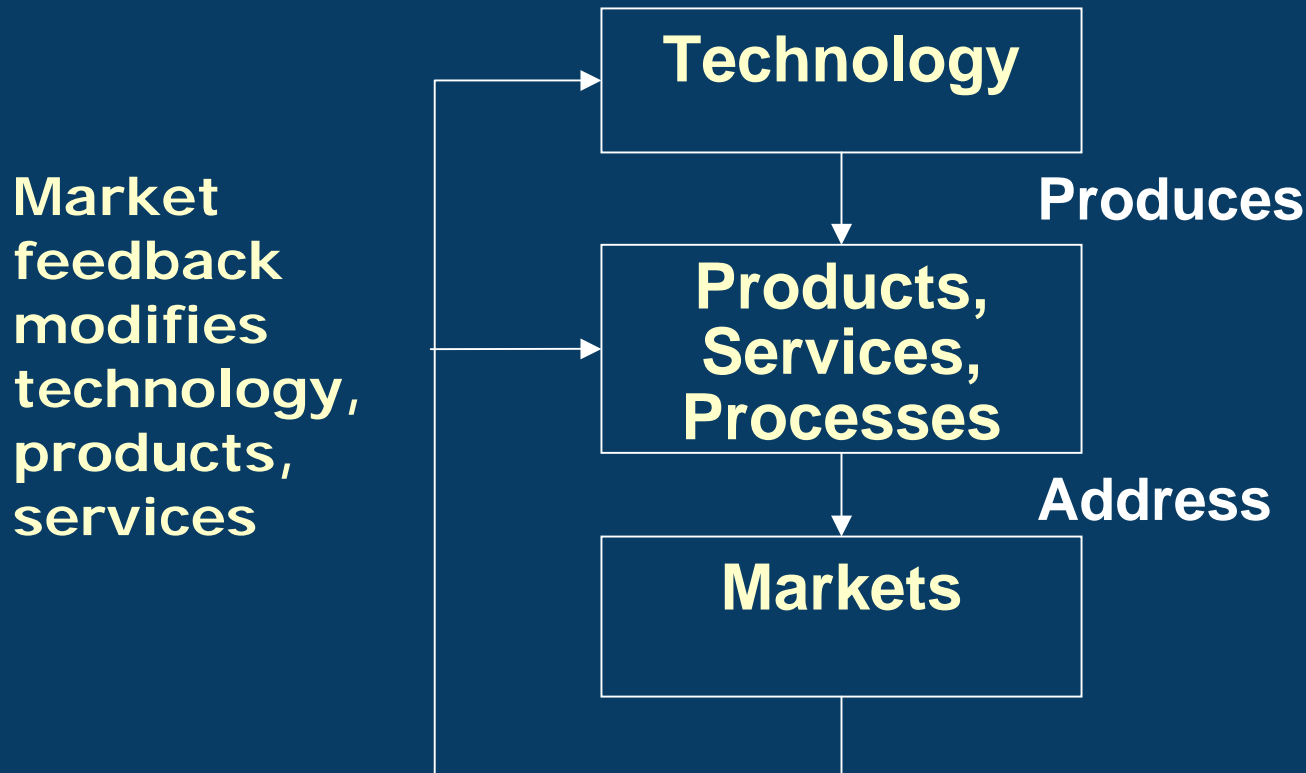 Technology
Produces
Market
feedback
modifies
technology,
products,
services
Products,
Services,
Processes
Address
Markets